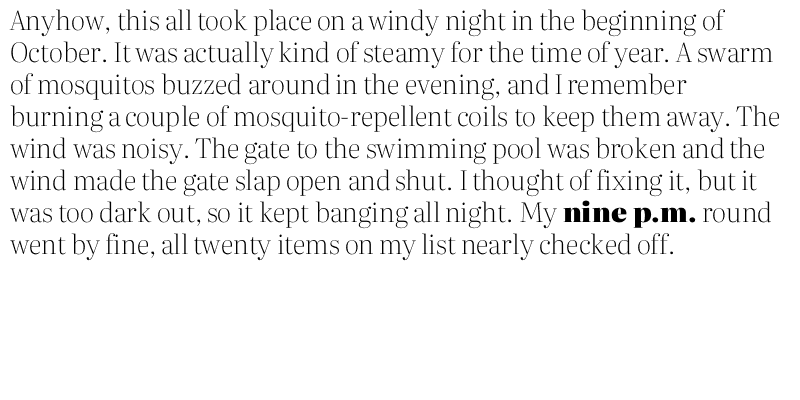 Anyhow, this all took place on a windy night in the beginning of
October. It was actually kind of steamy for the time of year. A swarm
of mosquitos buzzed around in the evening, and I remember
burning a couple of mosquito-repellent coils to keep them away. The
wind was noisy. The gate to the swimming pool was broken and the
wind made the gate slap open and shut. I thought of fixing it, but it
was too dark out, so it kept banging all night. My nine p.m. round
went by fine, all twenty items on my list nearly checked off.